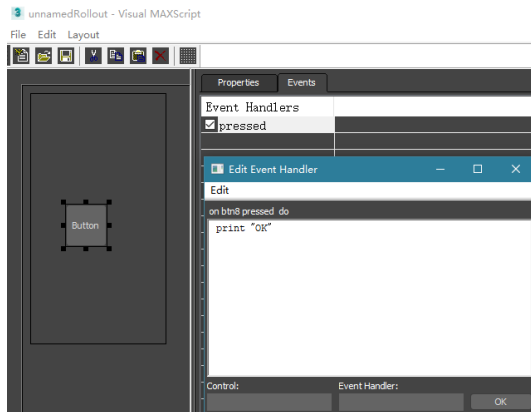 unnamedRollout - Visual MAXScript
File Edit Layout
Properties Events
Event Handlers
pressed
Edit Event Handler
Edit
on btn8 pressed do
print "OK"
Button
Control: Event Handler:
OK